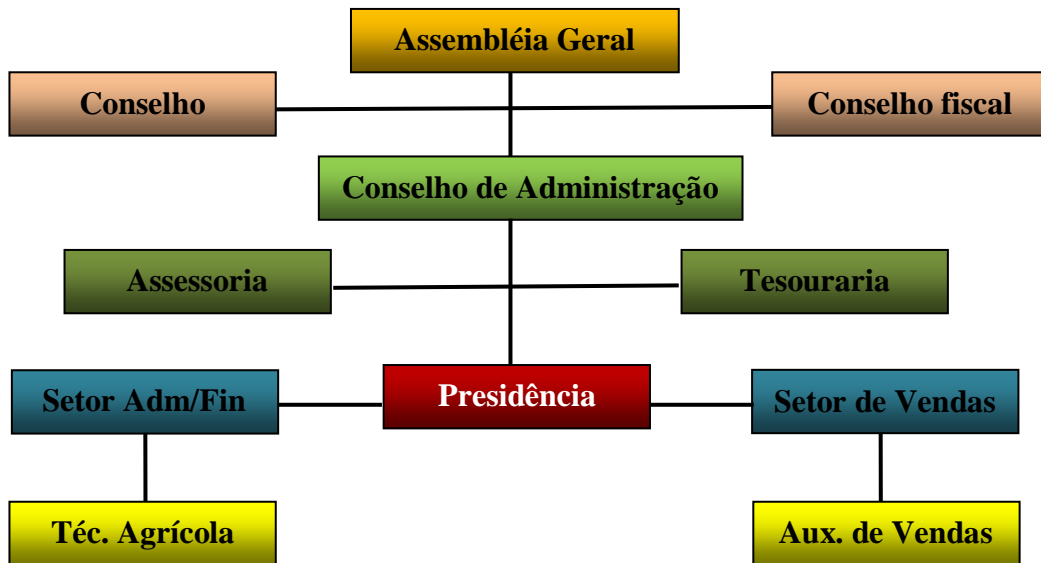 Assembléia Geral
Conselho
Conselho fiscal
Conselho de Administração
Assessoria
Tesouraria
Setor Adm/Fin
Presidência
Setor de Vendas
Téc. Agrícola
Aux. de Vendas